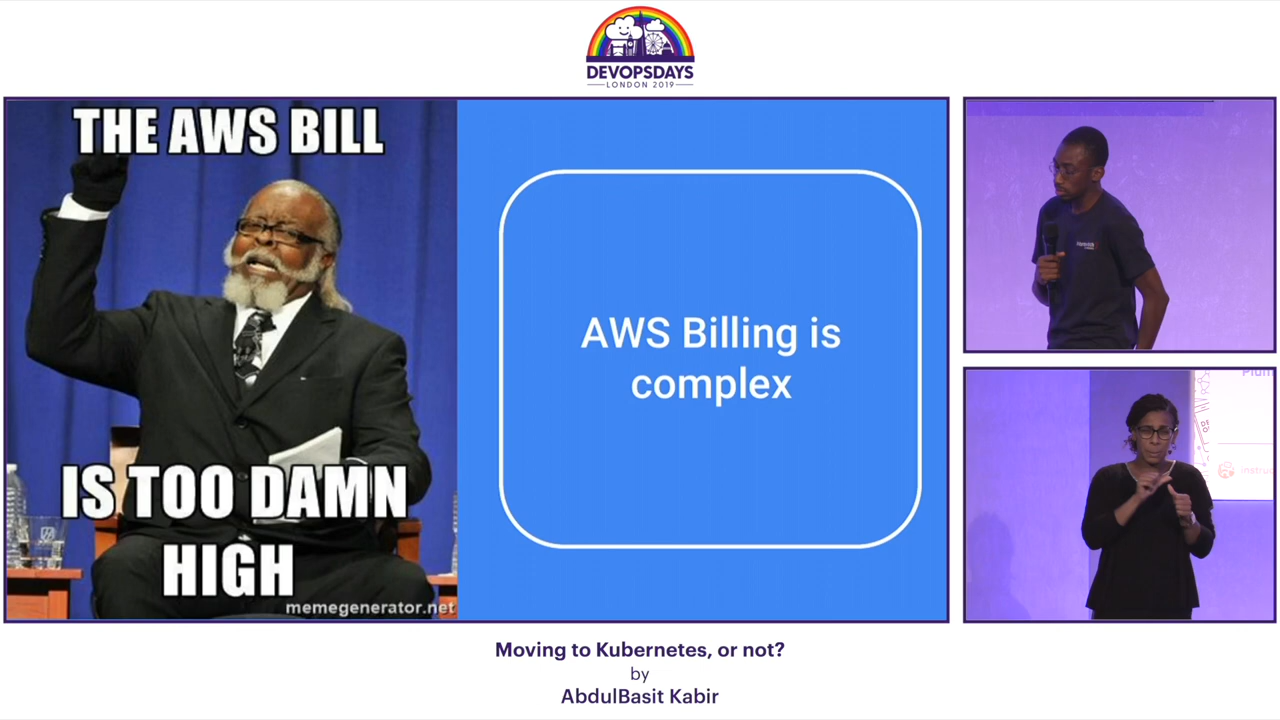 DEVOPSDAYS
LONDON 2019
THE AWS BILL
IS TOO DAMN
HIGH
memegenerator.net
AWS Billing is
complex
Moving to Kubernetes, or not?
by
AbdulBasit Kabir